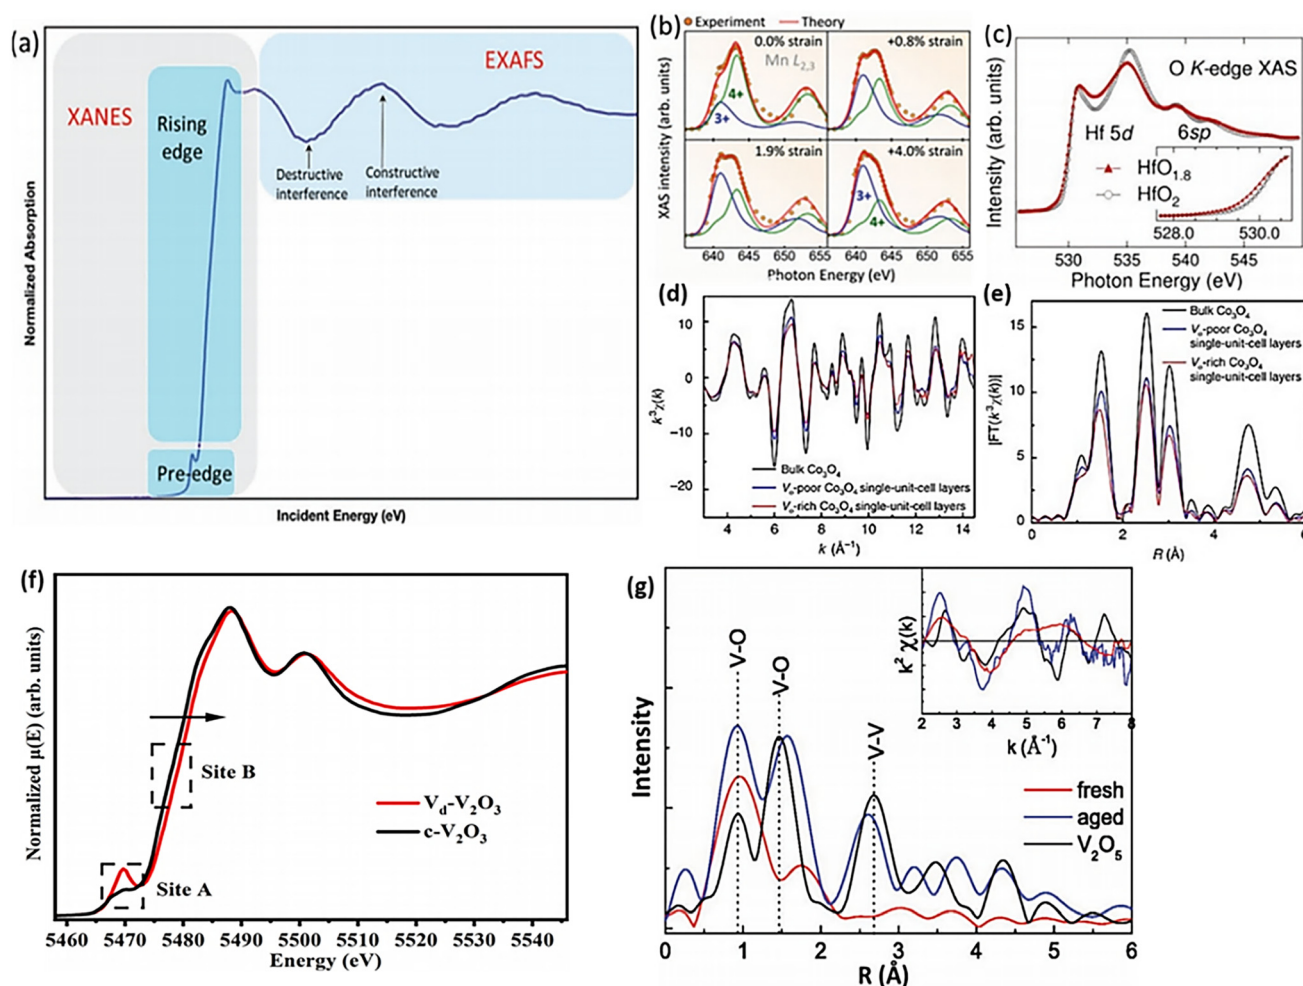 (a)
XANES
EXAFS
Rising
edge
Destructive
interference
Constructive
interference
Pre-edge
Normalized Absorption
Incident Energy (eV)
(b)
Experiment
Theory
0.0% strain
+0.8% strain
Mn L2,3
4+
3+
1.9% strain
+4.0% strain
3+
4+
XAS intensity (arb. units)
640 645 650 655 640 645 650 655
Photon Energy (eV)
(c)
O K-edge XAS
Hf 5d
6sp
HfO1.8
HfO2
528.0 530.0
Intensity (arb. units)
530 535 540 545
Photon Energy (eV)
(d)
10
0
−10
−20
k³χ(k)
Bulk Co3O4
Vo-poor Co3O4 single-unit-cell layers
Vo-rich Co3O4 single-unit-cell layers
4 6 8 10 12 14
k (Å⁻¹)
(e)
15
10
5
0
|FT(k³χ(k))|
Bulk Co3O4
Vo-poor Co3O4
single-unit-cell layers
Vo-rich Co3O4
single-unit-cell layers
0 2 4 6
R (Å)
(f)
Normalized μ(E) (arb. units)
Site B
Site A
Vd-V2O3
c-V2O3
5460 5470 5480 5490 5500 5510 5520 5530 5540
Energy (eV)
(g)
V-O
V-O
V-V
k² χ(k)
2 3 4 5 6 7 8
k (Å⁻¹)
fresh
aged
V2O5
Intensity
0 1 2 3 4 5 6
R (Å)